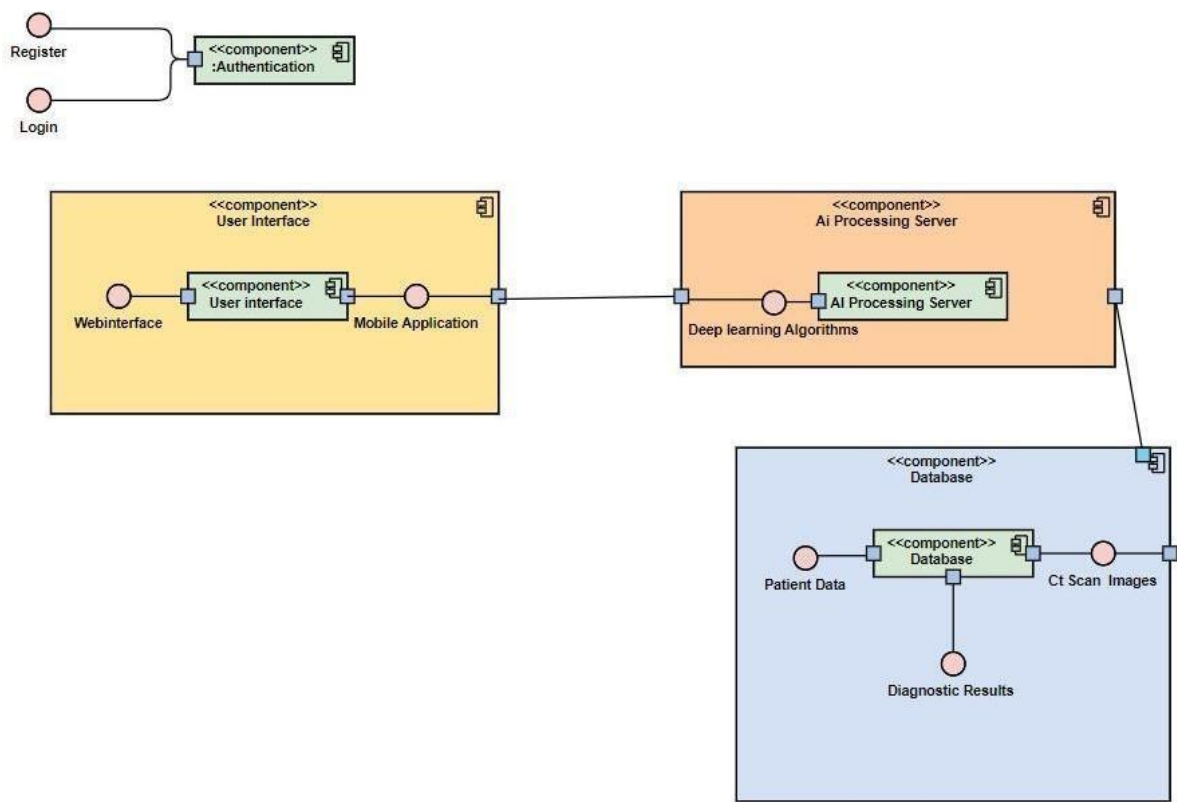 Register
<<component>>
:Authentication
Login
<<component>>
User Interface
<<component>>
User interface
Webinterface
Mobile Application
<<component>>
Ai Processing Server
<<component>>
AI Processing Server
Deep learning Algorithms
<<component>>
Database
<<component>>
Database
Patient Data
Ct Scan Images
Diagnostic Results